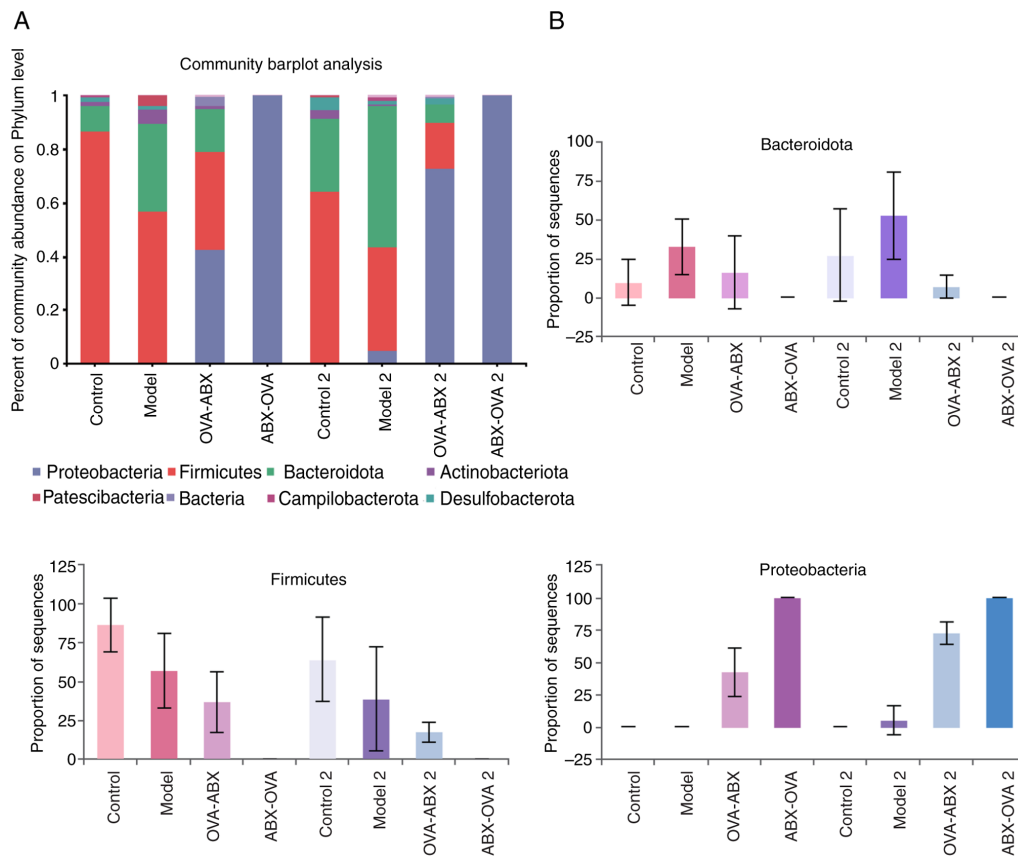 A
Community barplot analysis
Percent of community abundance on Phylum level
1
0.8
0.6
0.4
0.2
0
Control
Model
OVA-ABX
ABX-OVA
Control 2
Model 2
OVA-ABX 2
ABX-OVA 2
Proteobacteria Firmicutes Bacteroidota Actinobacteriota
Patescibacteria Bacteria Campilobacterota Desulfobacterota
B
Bacteroidota
Proportion of sequences
100
75
50
25
0
−25
Control
Model
OVA-ABX
ABX-OVA
Control 2
Model 2
OVA-ABX 2
ABX-OVA 2
Firmicutes
Proportion of sequences
125
100
75
50
25
0
Control
Model
OVA-ABX
ABX-OVA
Control 2
Model 2
OVA-ABX 2
ABX-OVA 2
Proteobacteria
Proportion of sequences
125
100
75
50
25
0
−25
Control
Model
OVA-ABX
ABX-OVA
Control 2
Model 2
OVA-ABX 2
ABX-OVA 2